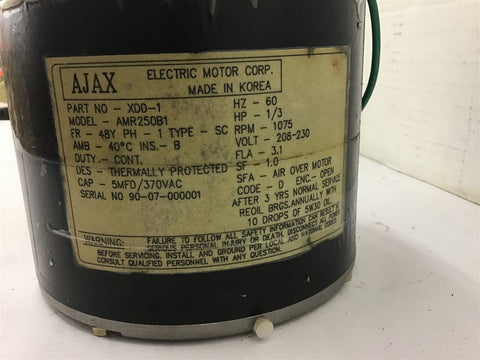 AJAX ELECTRIC MOTOR CORP.
MADE IN KOREA
PART NO - XDD-1
MODEL - AMR250B1
FR - 48Y PH - 1 TYPE - SC
AMB - 40°C INS.- B
DUTY- CONT.
DES - THERMALLY PROTECTED
CAP - 5MFD/370VAC
SERIAL NO 90-07-000001
HZ - 60
HP - 1/3
RPM - 1075
VOLT - 208-230
FLA - 3.1
SF - 1.0
SFA - AIR OVER MOTOR
CODE - D ENC- OPEN
AFTER 3 YRS NORMAL SERVICE
REOIL BRGS.ANNUALLY WITH
10 DROPS OF 5W30 OIL
WARNING: FAILURE TO FOLLOW ALL SAFETY INFORMATION CAN RESULT IN
SERIOUS PERSONAL INJURY OR DEATH. DISCONNECT ALL POWER
BEFORE SERVICING. INSTALL AND GROUND PER LOCAL AND NATIONAL CODES.
CONSULT QUALIFIED PERSONNEL WITH ANY QUESTION.